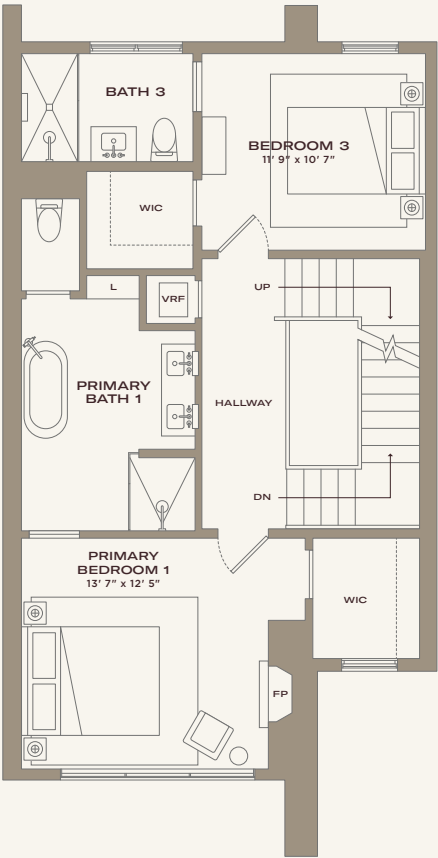 BATH 3
BEDROOM 3
11' 9" x 10' 7"
WIC
L
VRF
UP
PRIMARY
BATH 1
HALLWAY
DN
PRIMARY
BEDROOM 1
13' 7" x 12' 5"
WIC
FP